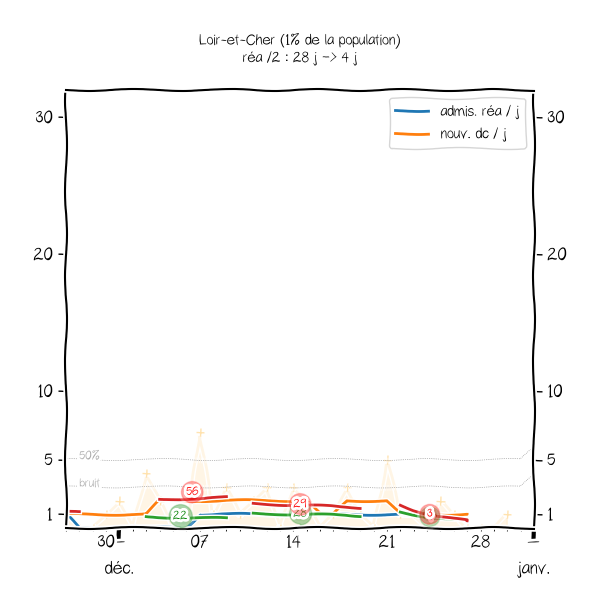 Loir-et-Cher (1% de la population)
réa /2 : 28 j -> 4 j
admis. réa / j
nouv. dc / j
30 30
20 20
10 10
5 5
50%
bruit
1 1
56
22
29
3
30 07 14 21 28
déc. janv.